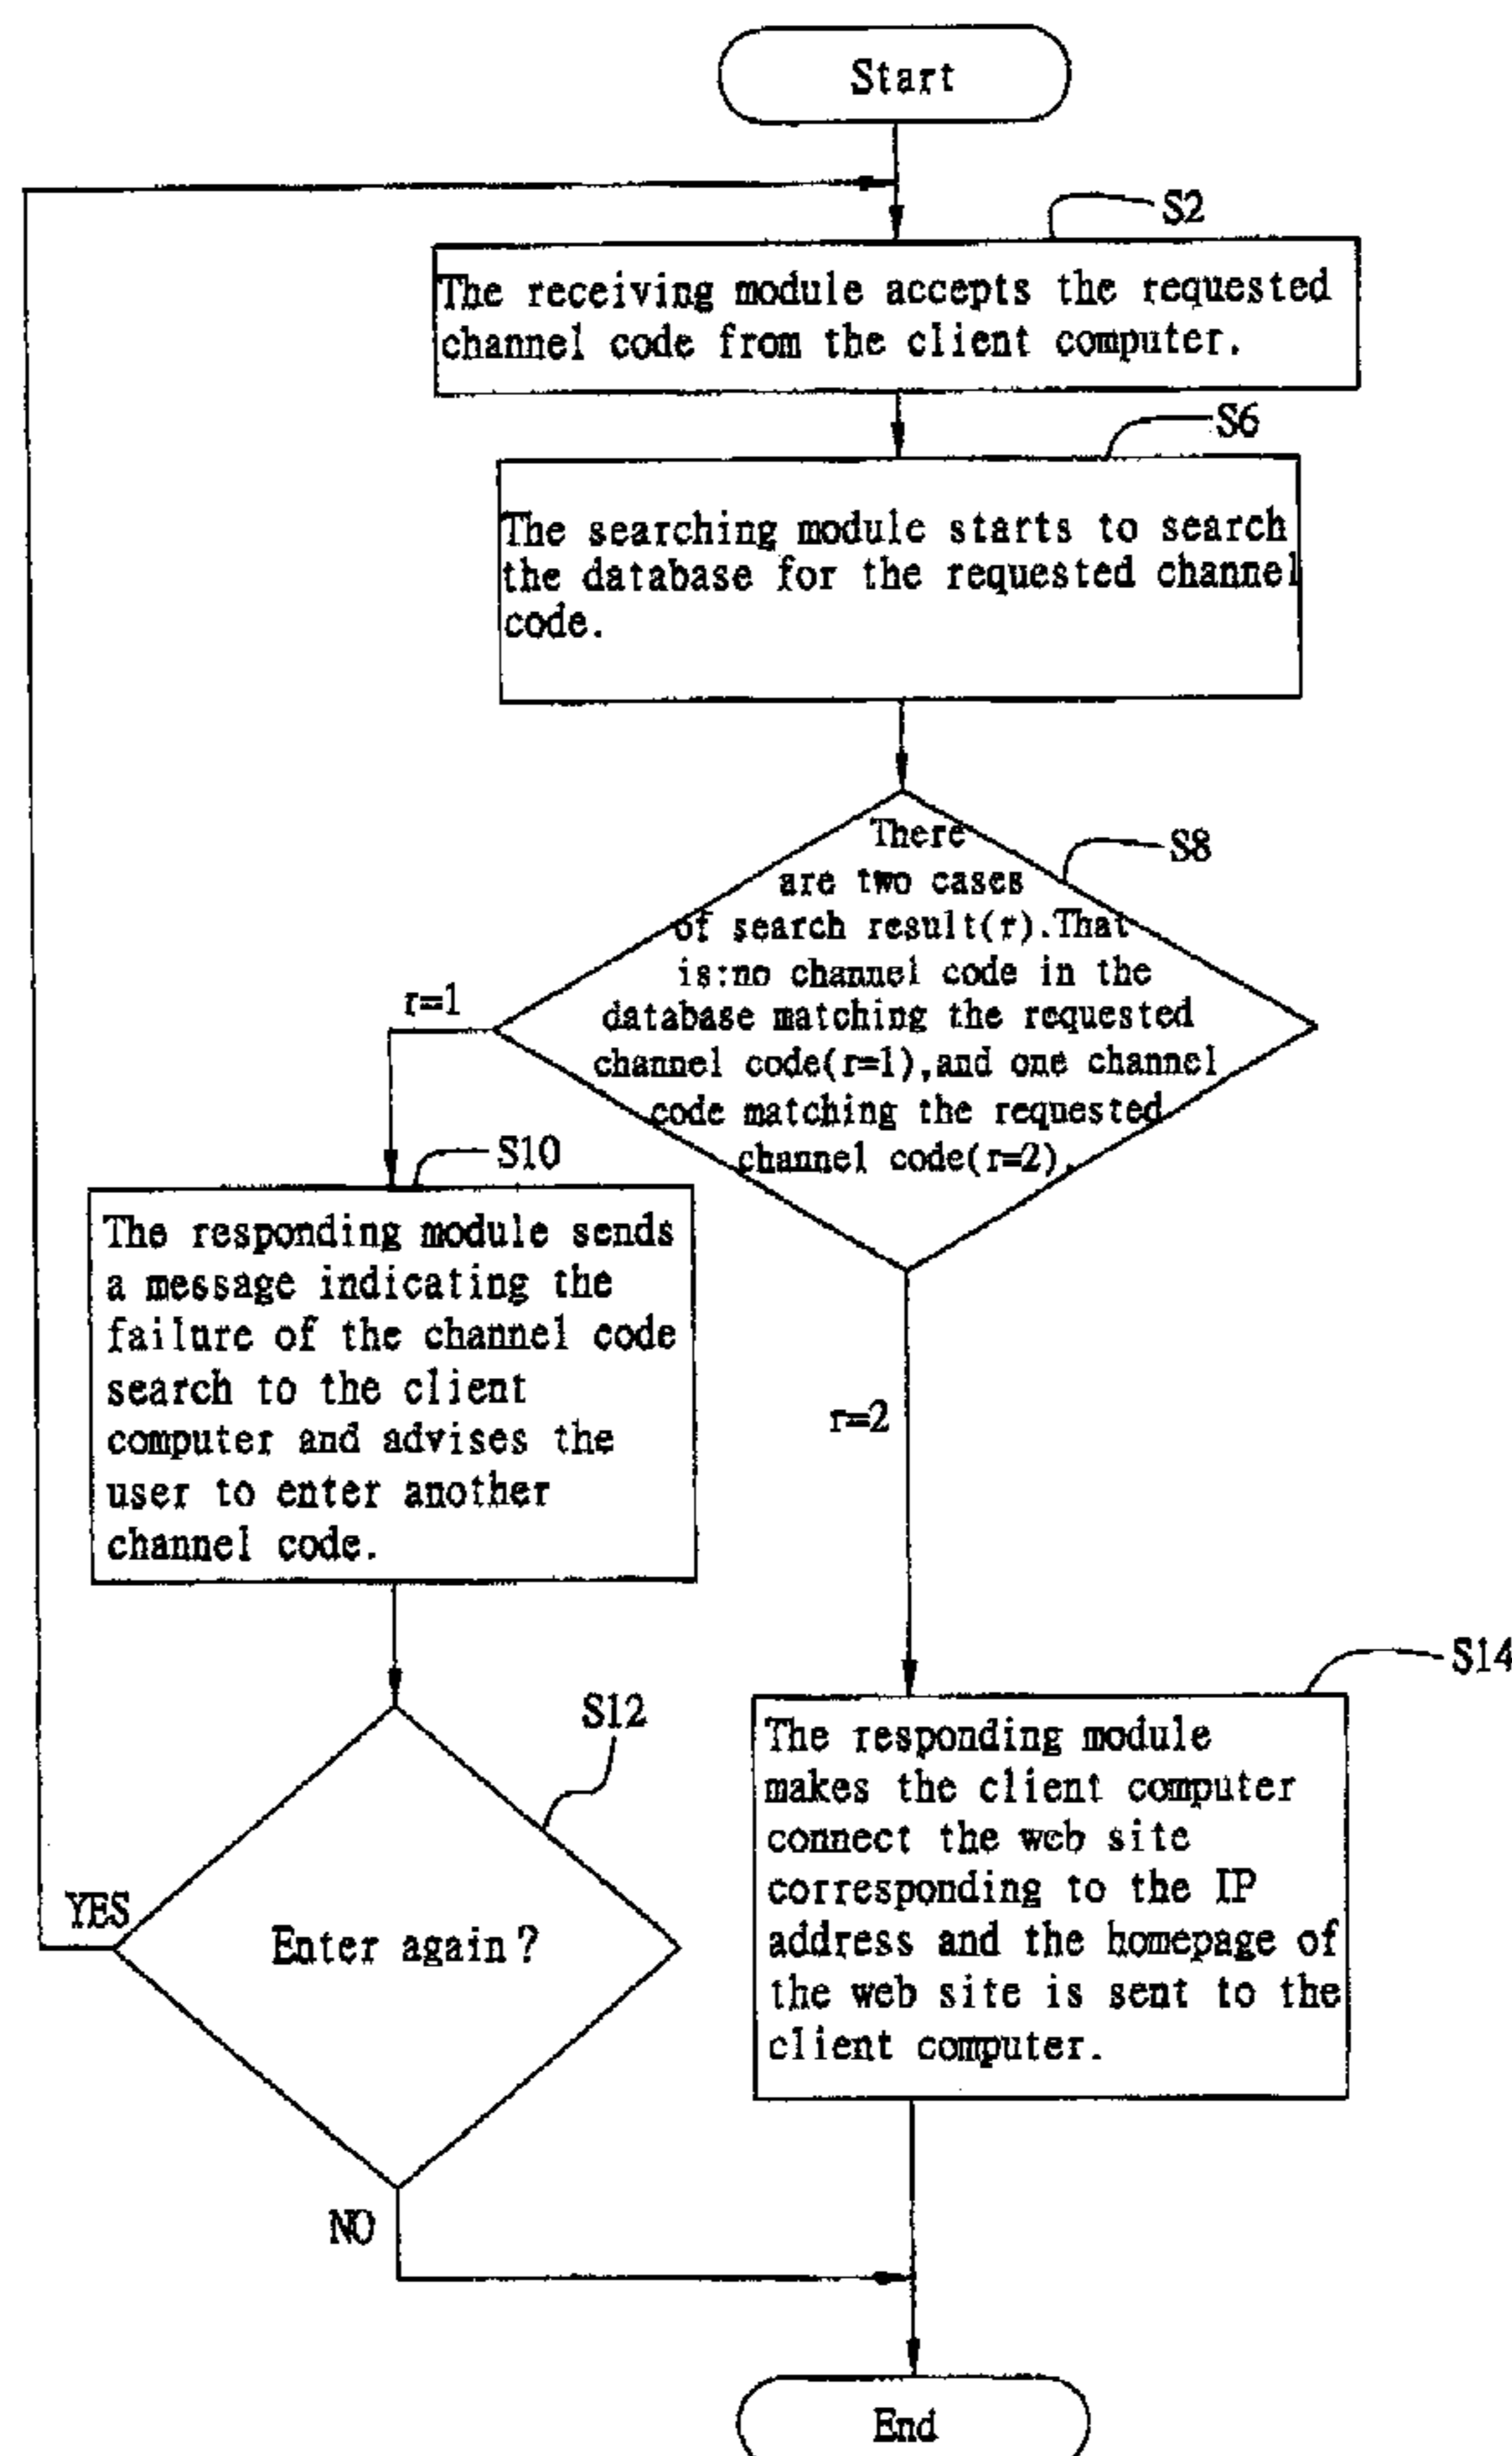 Start
S2
The receiving module accepts the requested
channel code from the client computer.
S6
The searching module starts to search
the database for the requested channel
code.
S8
There
are two cases
of search result(r).That
is:no channel code in the
database matching the requested
channel code(r=1),and one channel
code matching the requested
channel code(r=2).
r=1
S10
The responding module sends
a message indicating the
failure of the channel code
search to the client
computer and advises the
user to enter another
channel code.
r=2
S12
Enter again?
YES
NO
S14
The responding module
makes the client computer
connect the web site
corresponding to the IP
address and the homepage of
the web site is sent to the
client computer.
End